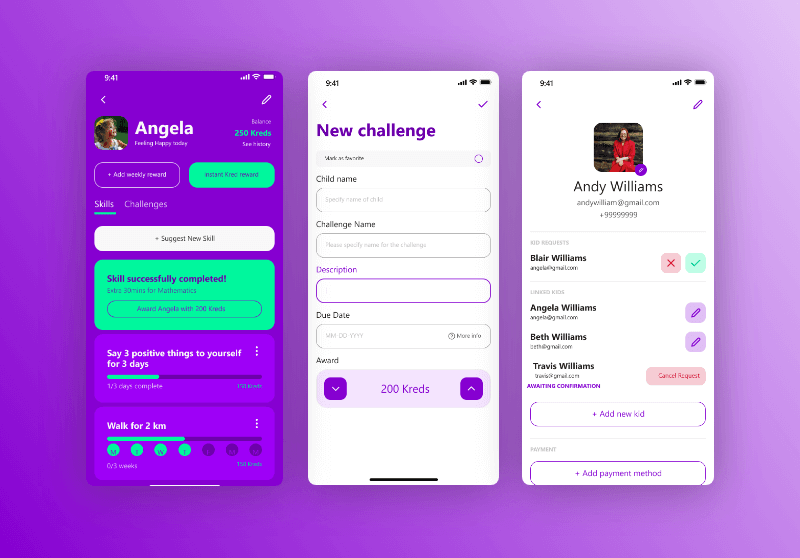 9:41
Angela
Feeling Happy today
Balance
250 Kreds
See history
+ Add weekly reward
Instant Kred reward
Skills
Challenges
+ Suggest New Skill
Skill successfully completed!
Extre 30mins for Mathematics
Award Angela with 200 Kreds
Say 3 positive things to yourself
for 3 days
1/3 days complete
150 Kreds
Walk for 2 km
0/3 weeks
150 Kreds
9:41
New challenge
Mark as favorite
Child name
Specify name of child
Challenge Name
Please specify name for the challenge
Description
Due Date
MM-DD-YYYY
More info
Award
200 Kreds
9:41
Andy Williams
andywilliam@gmail.com
+99999999
KID REQUESTS
Blair Williams
angela@gmail.com
LINKED KIDS
Angela Williams
angela@gmail.com
Beth Williams
beth@gmail.com
Travis Williams
travis@gmail.com
Cancel Request
AWAITING CONFIRMATION
+ Add new kid
PAYMENT
+ Add payment method